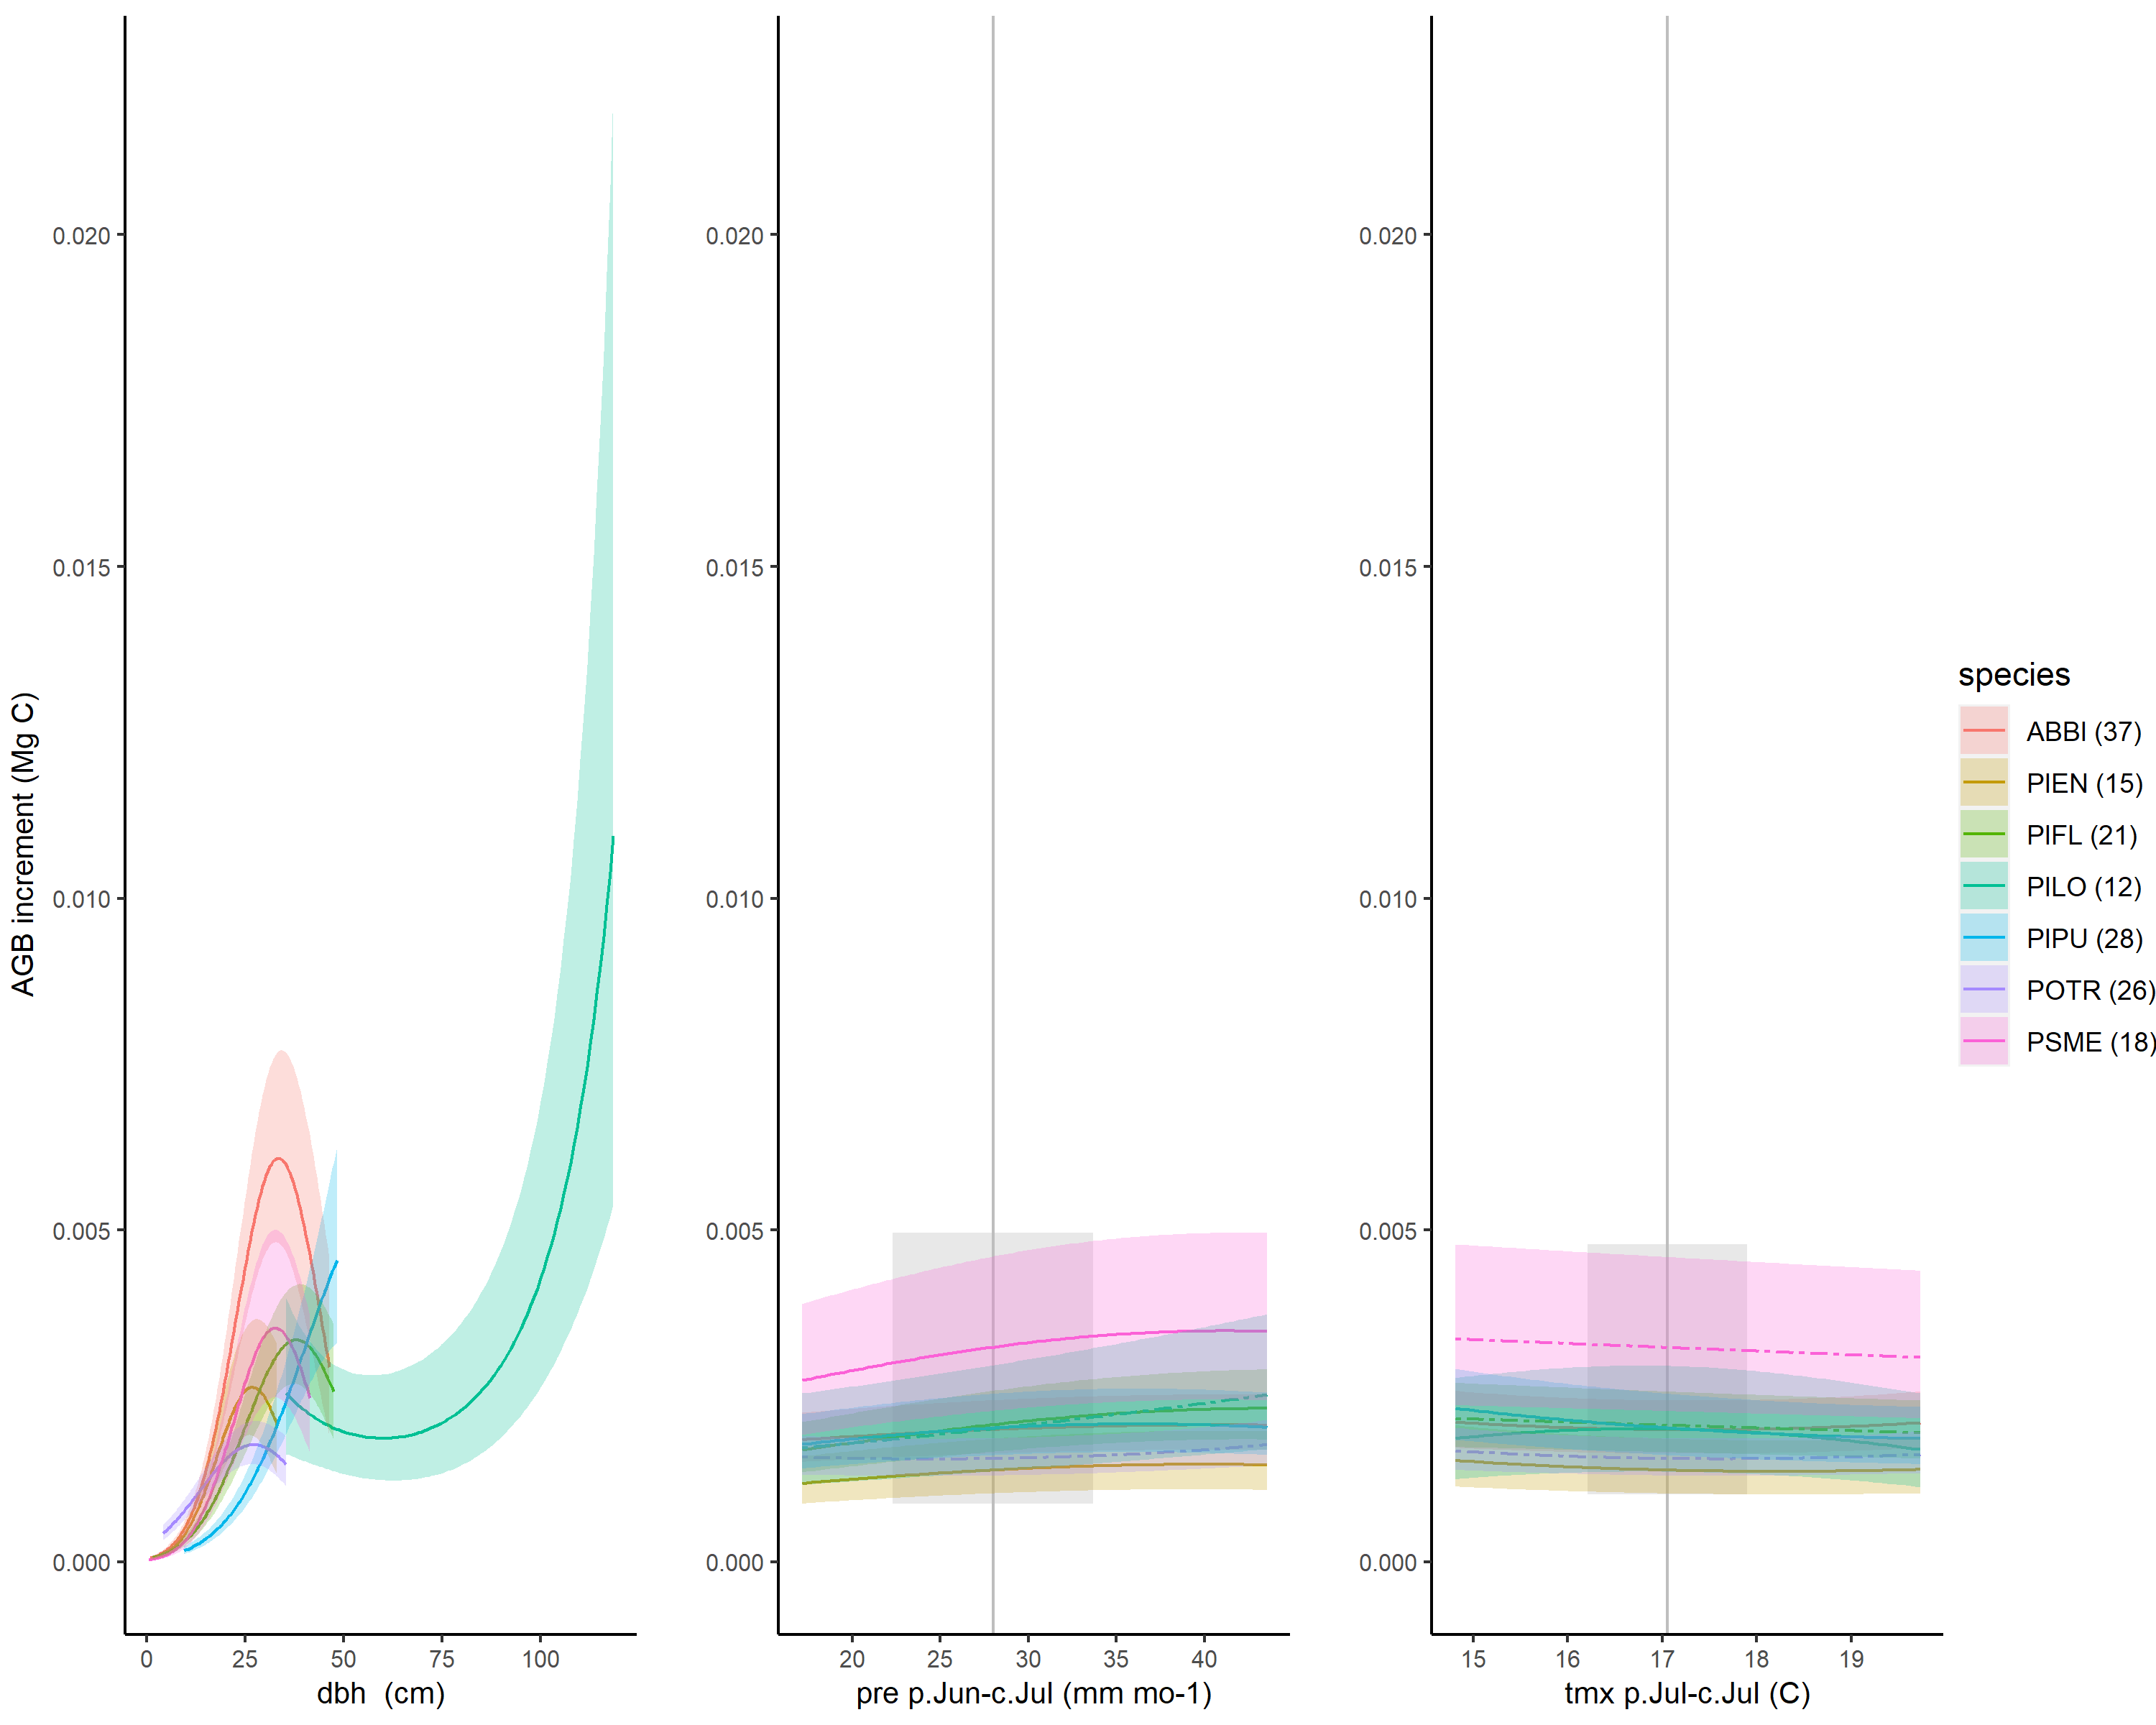 AGB increment (Mg C)
0.020
0.015
0.010
0.005
0.000
0 25 50 75 100
dbh  (cm)
0.020
0.015
0.010
0.005
0.000
20 25 30 35 40
pre p.Jun-c.Jul (mm mo-1)
0.020
0.015
0.010
0.005
0.000
15 16 17 18 19
tmx p.Jul-c.Jul (C)
species
ABBI (37)
PIEN (15)
PIFL (21)
PILO (12)
PIPU (28)
POTR (26)
PSME (18)